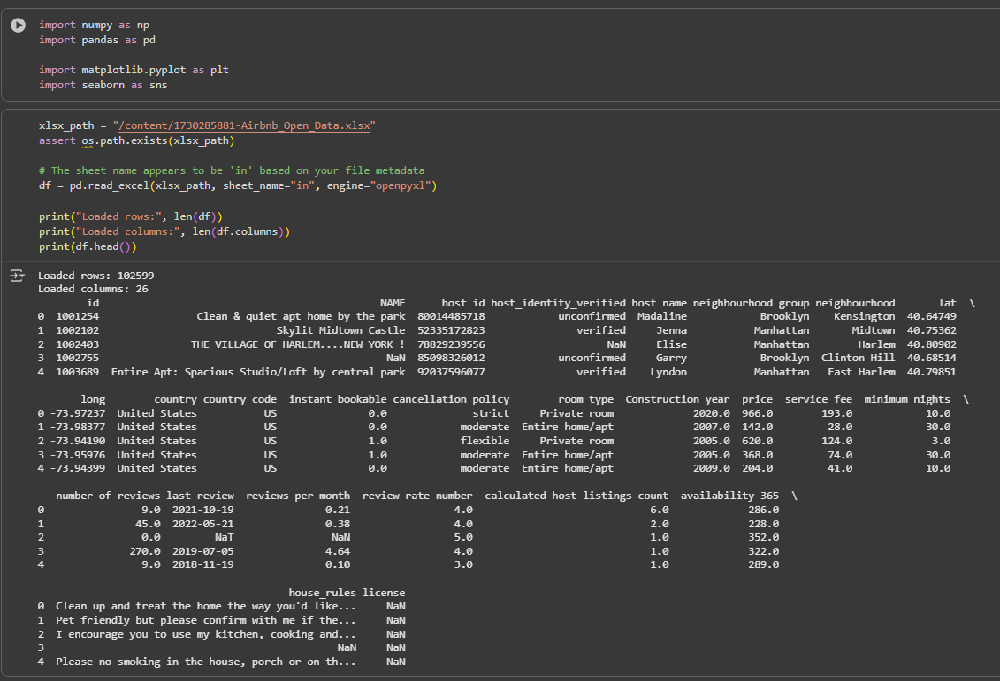 import numpy as np
import pandas as pd
import matplotlib.pyplot as plt
import seaborn as sns
xlsx_path = "/content/1730285881-Airbnb_Open_Data.xlsx"
assert os.path.exists(xlsx_path)
# The sheet name appears to be 'in' based on your file metadata
df = pd.read_excel(xlsx_path, sheet_name="in", engine="openpyxl")
print("Loaded rows:", len(df))
print("Loaded columns:", len(df.columns))
print(df.head())
Loaded rows: 102599
Loaded columns: 26
id NAME host id host_identity_verified host name neighbourhood group neighbourhood lat \
0 1001254 Clean & quiet apt home by the park 80014485718 unconfirmed Madaline Brooklyn Kensington 40.64749
1 1002102 Skylit Midtown Castle 52335172823 verified Jenna Manhattan Midtown 40.75362
2 1002403 THE VILLAGE OF HARLEM....NEW YORK ! 78829239556 NaN Elise Manhattan Harlem 40.80902
3 1002755 NaN 85098326012 unconfirmed Garry Brooklyn Clinton Hill 40.68514
4 1003689 Entire Apt: Spacious Studio/Loft by central park 92037596077 verified Lyndon Manhattan East Harlem 40.79851
long country country code instant_bookable cancellation_policy room type Construction year price service fee minimum nights \
0 -73.97237 United States US 0.0 strict Private room 2020.0 966.0 193.0 10.0
1 -73.98377 United States US 0.0 moderate Entire home/apt 2007.0 142.0 28.0 30.0
2 -73.94190 United States US 1.0 flexible Private room 2005.0 620.0 124.0 3.0
3 -73.95976 United States US 1.0 moderate Entire home/apt 2005.0 368.0 74.0 30.0
4 -73.94399 United States US 0.0 moderate Entire home/apt 2009.0 204.0 41.0 10.0
number of reviews last review reviews per month review rate number calculated host listings count availability 365 \
0 9.0 2021-10-19 0.21 4.0 6.0 286.0
1 45.0 2022-05-21 0.38 4.0 2.0 228.0
2 0.0 NaT NaN 5.0 1.0 352.0
3 270.0 2019-07-05 4.64 4.0 1.0 322.0
4 9.0 2018-11-19 0.10 3.0 1.0 289.0
house_rules license
0 Clean up and treat the home the way you'd like... NaN
1 Pet friendly but please confirm with me if the... NaN
2 I encourage you to use my kitchen, cooking and... NaN
3 NaN NaN
4 Please no smoking in the house, porch or on th... NaN